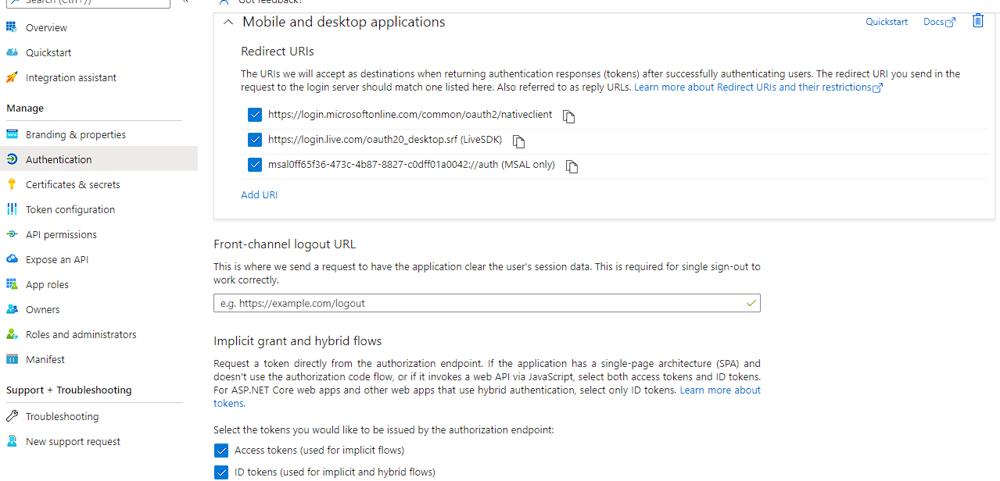 Search (Ctrl+/)
«
Got feedback?
Overview
Quickstart
Integration assistant
Manage
Branding & properties
Authentication
Certificates & secrets
Token configuration
API permissions
Expose an API
App roles
Owners
Roles and administrators
Manifest
Support + Troubleshooting
Troubleshooting
New support request
Mobile and desktop applications
Quickstart
Docs
Redirect URIs
The URIs we will accept as destinations when returning authentication responses (tokens) after successfully authenticating users. The redirect URI you send in the
request to the login server should match one listed here. Also referred to as reply URLs. Learn more about Redirect URIs and their restrictions
https://login.microsoftonline.com/common/oauth2/nativeclient
https://login.live.com/oauth20_desktop.srf (LiveSDK)
msal0ff65f36-473c-4b87-8827-c0dff01a0042://auth (MSAL only)
Add URI
Front-channel logout URL
This is where we send a request to have the application clear the user's session data. This is required for single sign-out to
work correctly.
e.g. https://example.com/logout
Implicit grant and hybrid flows
Request a token directly from the authorization endpoint. If the application has a single-page architecture (SPA) and
doesn't use the authorization code flow, or if it invokes a web API via JavaScript, select both access tokens and ID tokens.
For ASP.NET Core web apps and other web apps that use hybrid authentication, select only ID tokens. Learn more about
tokens.
Select the tokens you would like to be issued by the authorization endpoint:
Access tokens (used for implicit flows)
ID tokens (used for implicit and hybrid flows)